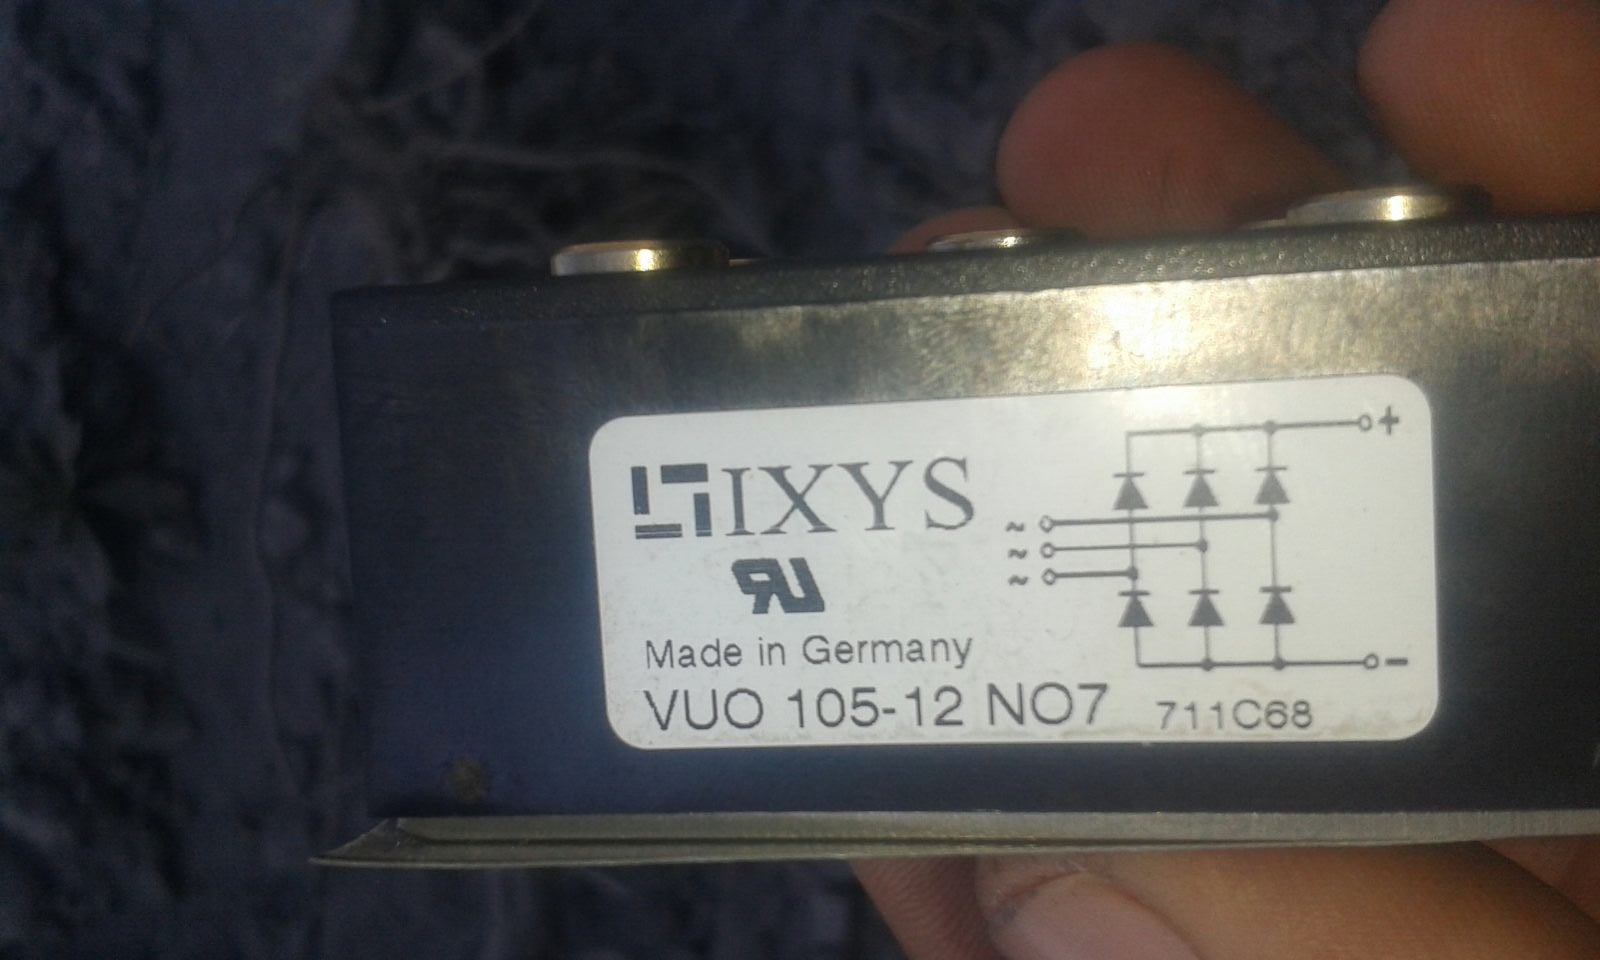 IXYS
Made in Germany
VUO 105-12 NO7 711C68
~
~
~
+
-